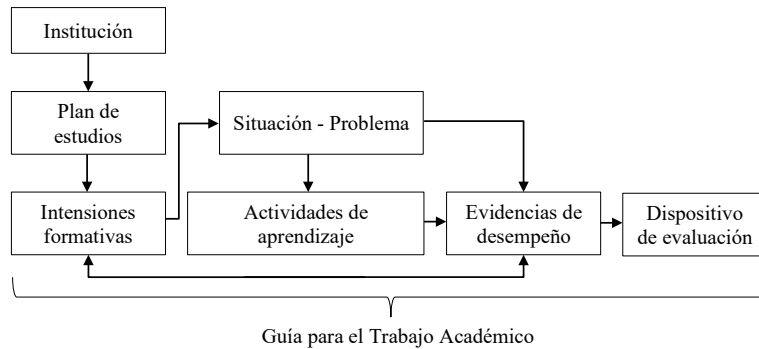 Institución
Plan de
estudios
Situación - Problema
Intensiones
formativas
Actividades de
aprendizaje
Evidencias de
desempeño
Dispositivo
de evaluación
Guía para el Trabajo Académico